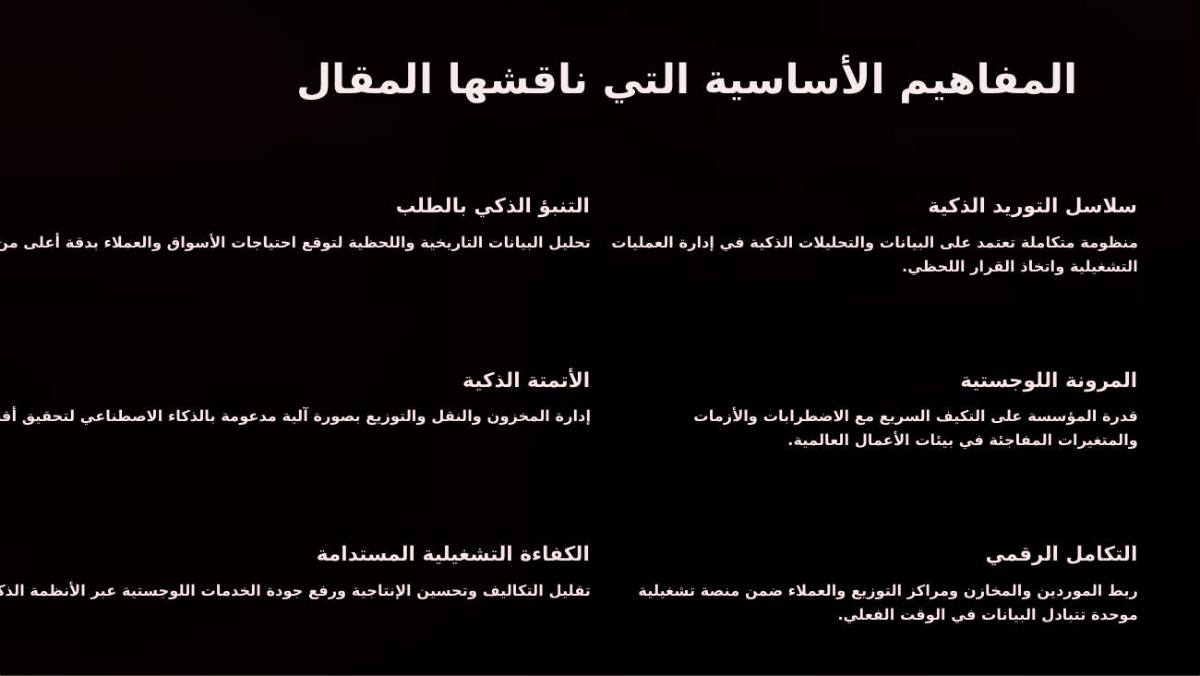 المفاهيم الأساسية التي ناقشها المقال
سلاسل التوريد الذكية
منظومة متكاملة تعتمد على البيانات والتحليلات الذكية في إدارة العمليات
التشغيلية واتخاذ القرار اللحظي.
التنبؤ الذكي بالطلب
تحليل البيانات التاريخية واللحظية لتوقع احتياجات الأسواق والعملاء بدقة أعلى من
المرونة اللوجستية
قدرة المؤسسة على التكيف السريع مع الاضطرابات والأزمات
والمتغيرات المفاجئة في بيئات الأعمال العالمية.
الأتمتة الذكية
إدارة المخزون والنقل والتوزيع بصورة آلية مدعومة بالذكاء الاصطناعي لتحقيق
التكامل الرقمي
ربط الموردين والمخازن ومراكز التوزيع والعملاء ضمن منصة تشغيلية
موحدة تتبادل البيانات في الوقت الفعلي.
الكفاءة التشغيلية المستدامة
تقليل التكاليف وتحسين الإنتاجية ورفع جودة الخدمات اللوجستية عبر الأنظمة